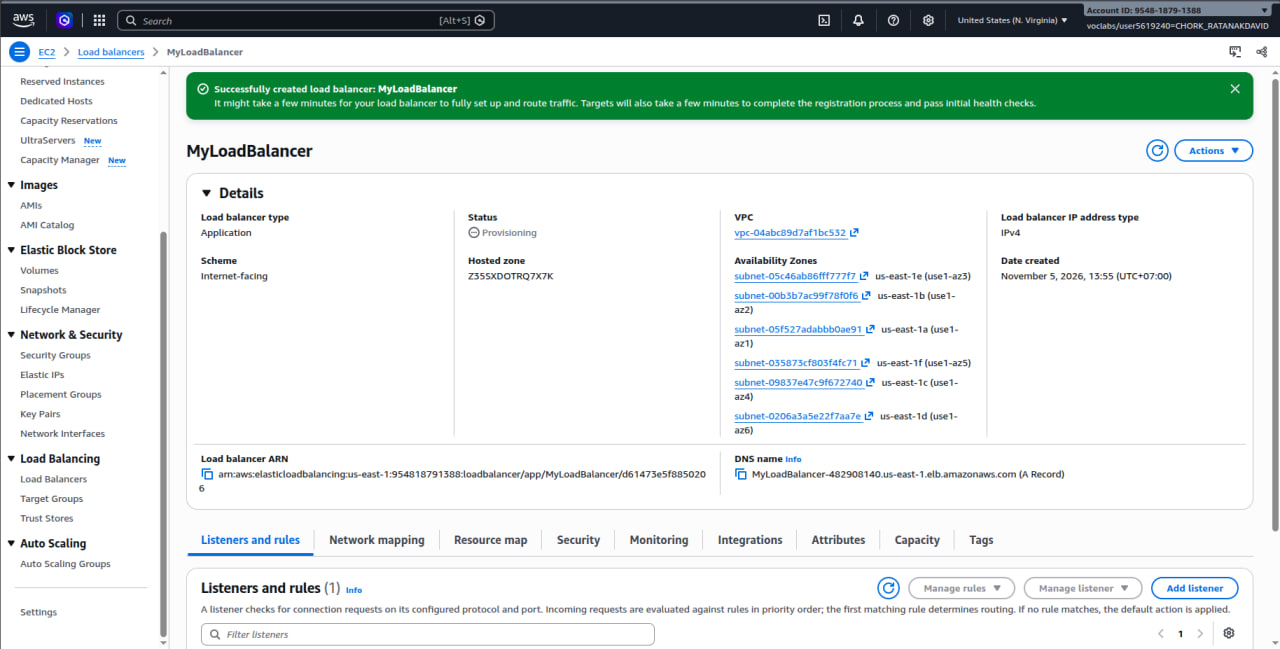 aws
Search
[Alt+S]
United States (N. Virginia)
Account ID: 9548-1879-1388
voclabs/user5619240=CHORK_RATANAKDAVID
EC2
Load balancers
MyLoadBalancer
Reserved Instances
Dedicated Hosts
Capacity Reservations
UltraServers New
Capacity Manager New
Images
AMIs
AMI Catalog
Elastic Block Store
Volumes
Snapshots
Lifecycle Manager
Network & Security
Security Groups
Elastic IPs
Placement Groups
Key Pairs
Network Interfaces
Load Balancing
Load Balancers
Target Groups
Trust Stores
Auto Scaling
Auto Scaling Groups
Settings
Successfully created load balancer: MyLoadBalancer
It might take a few minutes for your load balancer to fully set up and route traffic. Targets will also take a few minutes to complete the registration process and pass initial health checks.
MyLoadBalancer
Actions
Details
Load balancer type
Application
Scheme
Internet-facing
Status
Provisioning
Hosted zone
Z35SXDOTRQ7X7K
VPC
vpc-04abc89d7af1bc532
Availability Zones
subnet-05c46ab86fff777f7 us-east-1e (use1-az3)
subnet-00b3b7ac99f78f0f6 us-east-1b (use1-
az2)
subnet-05f527adabbb0ae91 us-east-1a (use1-
az1)
subnet-035873cf803f4fc71 us-east-1f (use1-az5)
subnet-09837e47c9f672740 us-east-1c (use1-
az4)
subnet-0206a3a5e22f7aa7e us-east-1d (use1-
az6)
Load balancer IP address type
IPv4
Date created
November 5, 2026, 13:55 (UTC+07:00)
Load balancer ARN
arn:aws:elasticloadbalancing:us-east-1:954818791388:loadbalancer/app/MyLoadBalancer/d61473e5f885020
6
DNS name Info
MyLoadBalancer-482908140.us-east-1.elb.amazonaws.com (A Record)
Listeners and rules
Network mapping
Resource map
Security
Monitoring
Integrations
Attributes
Capacity
Tags
Listeners and rules (1) Info
Manage rules
Manage listener
Add listener
A listener checks for connection requests on its configured protocol and port. Incoming requests are evaluated against rules in priority order; the first matching rule determines routing. If no rule matches, the default action is applied.
Filter listeners
1